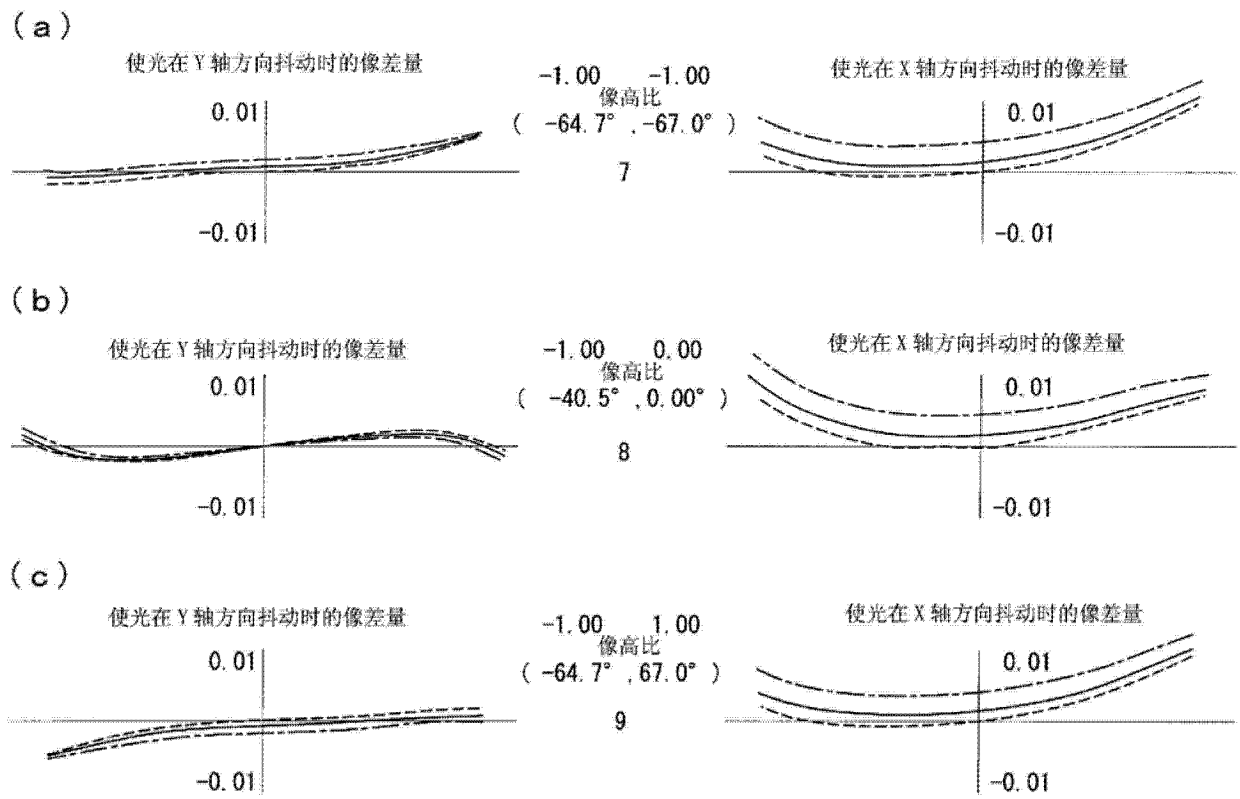 (a)
使光在 Y 轴方向抖动时的像差量
0.01
-0.01
-1.00 -1.00
像高比
( -64.7° ,-67.0° )
7
使光在 X 轴方向抖动时的像差量
0.01
-0.01
(b)
使光在 Y 轴方向抖动时的像差量
0.01
-0.01
-1.00 0.00
像高比
( -40.5° ,0.00° )
8
使光在 X 轴方向抖动时的像差量
0.01
-0.01
(c)
使光在 Y 轴方向抖动时的像差量
0.01
-0.01
-1.00 1.00
像高比
( -64.7° ,67.0° )
9
使光在 X 轴方向抖动时的像差量
0.01
-0.01